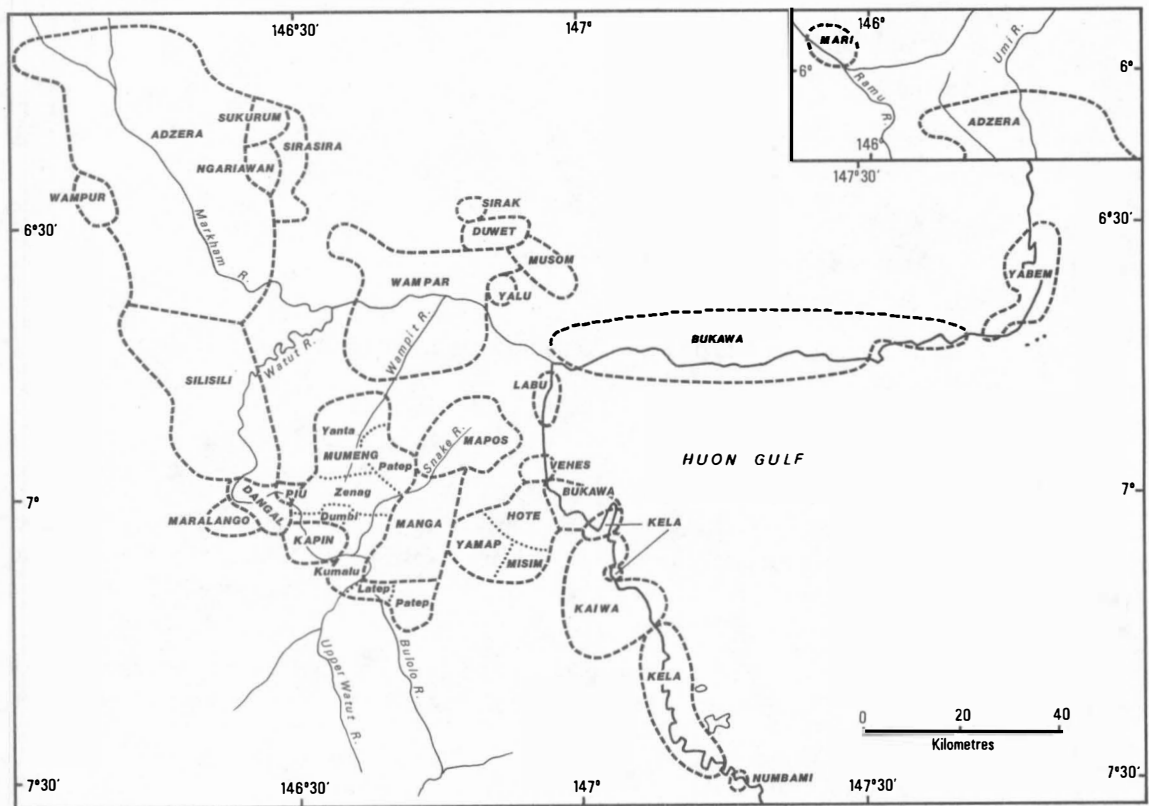 146°30′
147°
146°
MARI
6°
6°
Umi R.
Ramu R
ADZERA
146°
147°30′
SUKURUM
ADZERA
SIRASIRA
NGARIAWAN
WAMPUR
Markham R.
SIRAK
DUWET
MUSOM
6°30′
6°30′
WAMPAR
YALU
YABEM
Wampit R.
BUKAWA
Watut R.
SILISILI
LABU
Yanta
MUMENG
Patep
Snake R.
MAPOS
HUON GULF
VEHES
7°
7°
DANGAL
PIU
Zenag
BUKAWA
MARALANGO
Dumbi
MANGA
HOTE
KELA
KAPIN
YAMAP
MISIM
Kumalu
Latep
Patep
KAIWA
Upper Watut R.
Bulolo R.
KELA
0 20 40
Kilometres
NUMBAMI
7°30′
7°30′
146°30′
147°
147°30′